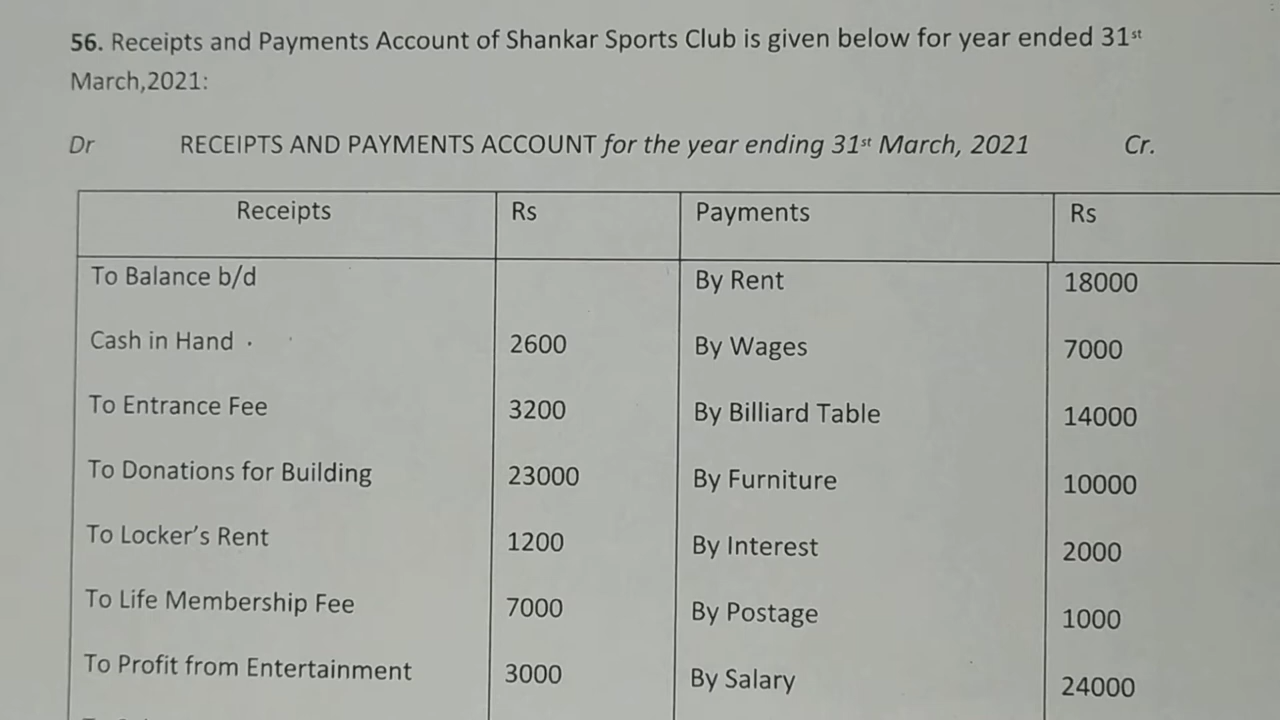 56. Receipts and Payments Account of Shankar Sports Club is given below for year ended 31st
March,2021:
Dr RECEIPTS AND PAYMENTS ACCOUNT for the year ending 31st March, 2021 Cr.
Receipts Rs Payments Rs
To Balance b/d By Rent 18000
Cash in Hand 2600 By Wages 7000
To Entrance Fee 3200 By Billiard Table 14000
To Donations for Building 23000 By Furniture 10000
To Locker’s Rent 1200 By Interest 2000
To Life Membership Fee 7000 By Postage 1000
To Profit from Entertainment 3000 By Salary 24000